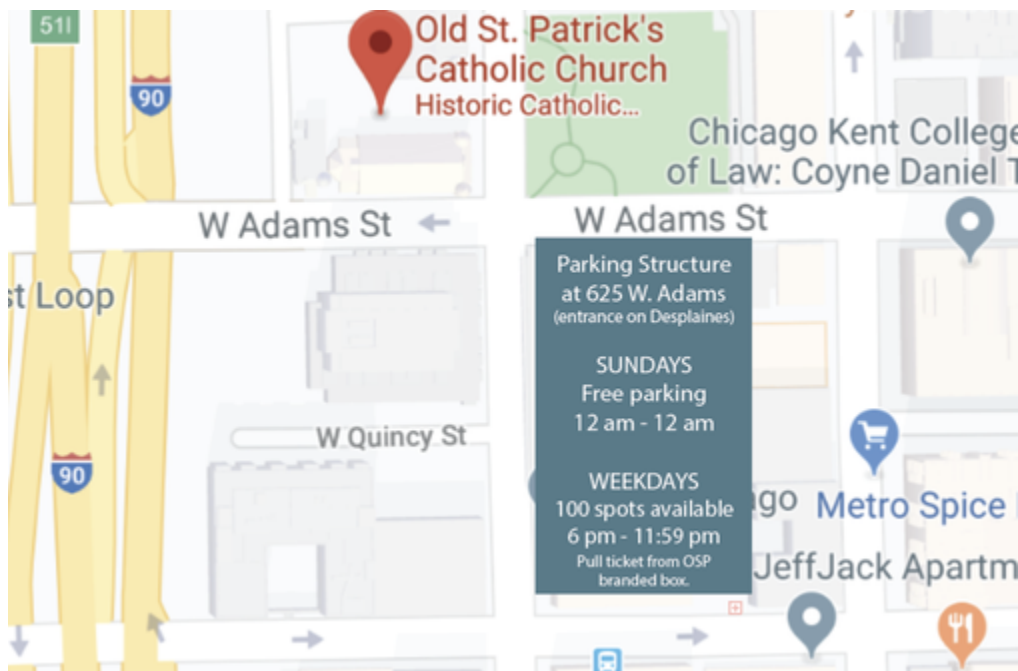 51I
90
Old St. Patrick's
Catholic Church
Historic Catholic...
Chicago Kent College
of Law: Coyne Daniel T
W Adams St
W Adams St
st Loop
Parking Structure
at 625 W. Adams
(entrance on Desplaines)
SUNDAYS
Free parking
12 am - 12 am
W Quincy St
90
WEEKDAYS
100 spots available
6 pm - 11:59 pm
Pull ticket from OSP
branded box.
ago
Metro Spice
JeffJack Apartm